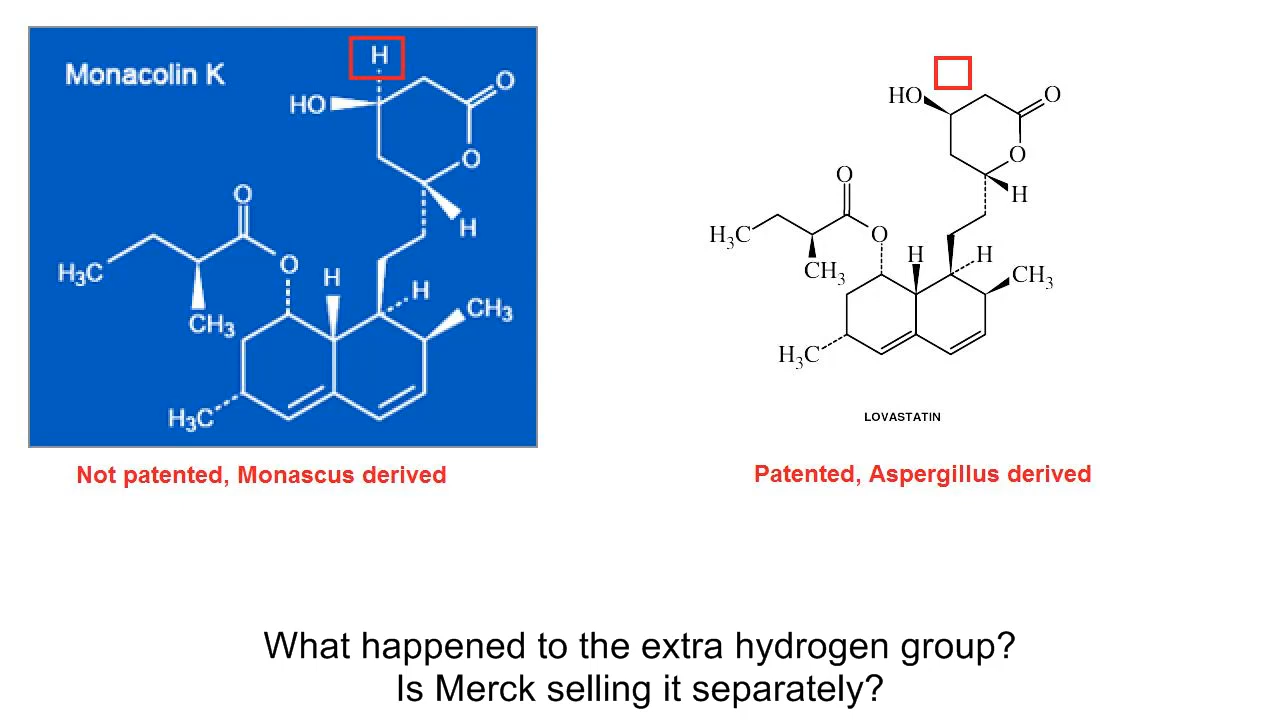 Monacolin K
H
HO
O
O
H
O
O
H
H
H₃C
CH₃
CH₃
H₃C
HO
O
O
H
O
O
H
H
H₃C
CH₃
CH₃
H₃C
LOVASTATIN
Not patented, Monascus derived
Patented, Aspergillus derived
What happened to the extra hydrogen group?
Is Merck selling it separately?